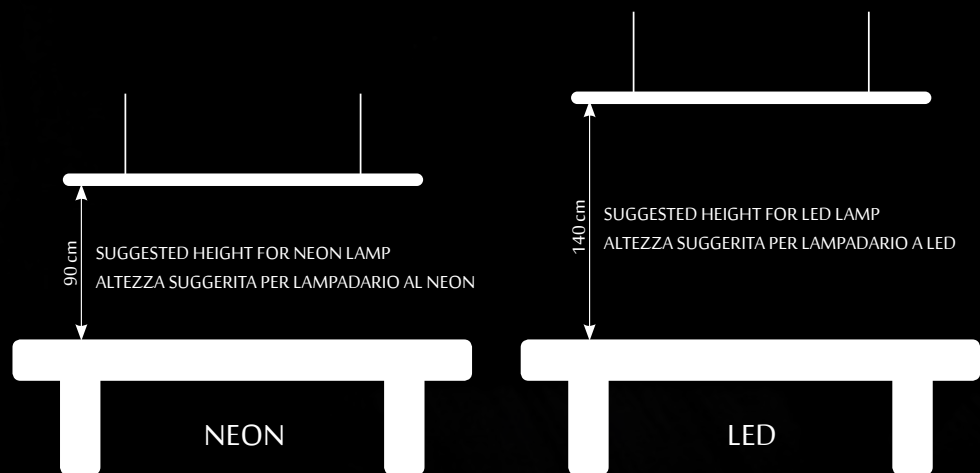 90 cm
SUGGESTED HEIGHT FOR NEON LAMP
ALTEZZA SUGGERITA PER LAMPADARIO AL NEON
NEON
140 cm
SUGGESTED HEIGHT FOR LED LAMP
ALTEZZA SUGGERITA PER LAMPADARIO A LED
LED